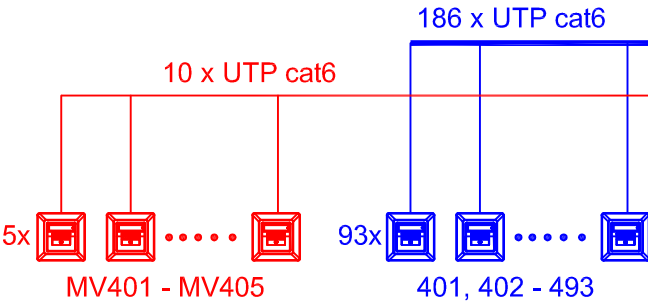 186 x UTP cat6
10 x UTP cat6
5x
93x
MV401 - MV405
401, 402 - 493